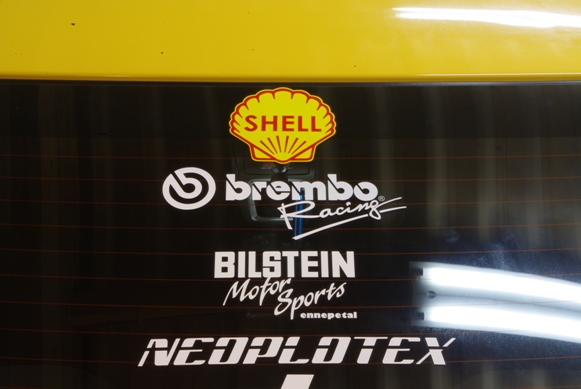 SHELL
brembo
Racing
BILSTEIN
Motor
Sports
ennepetal
NEOPLOTEX